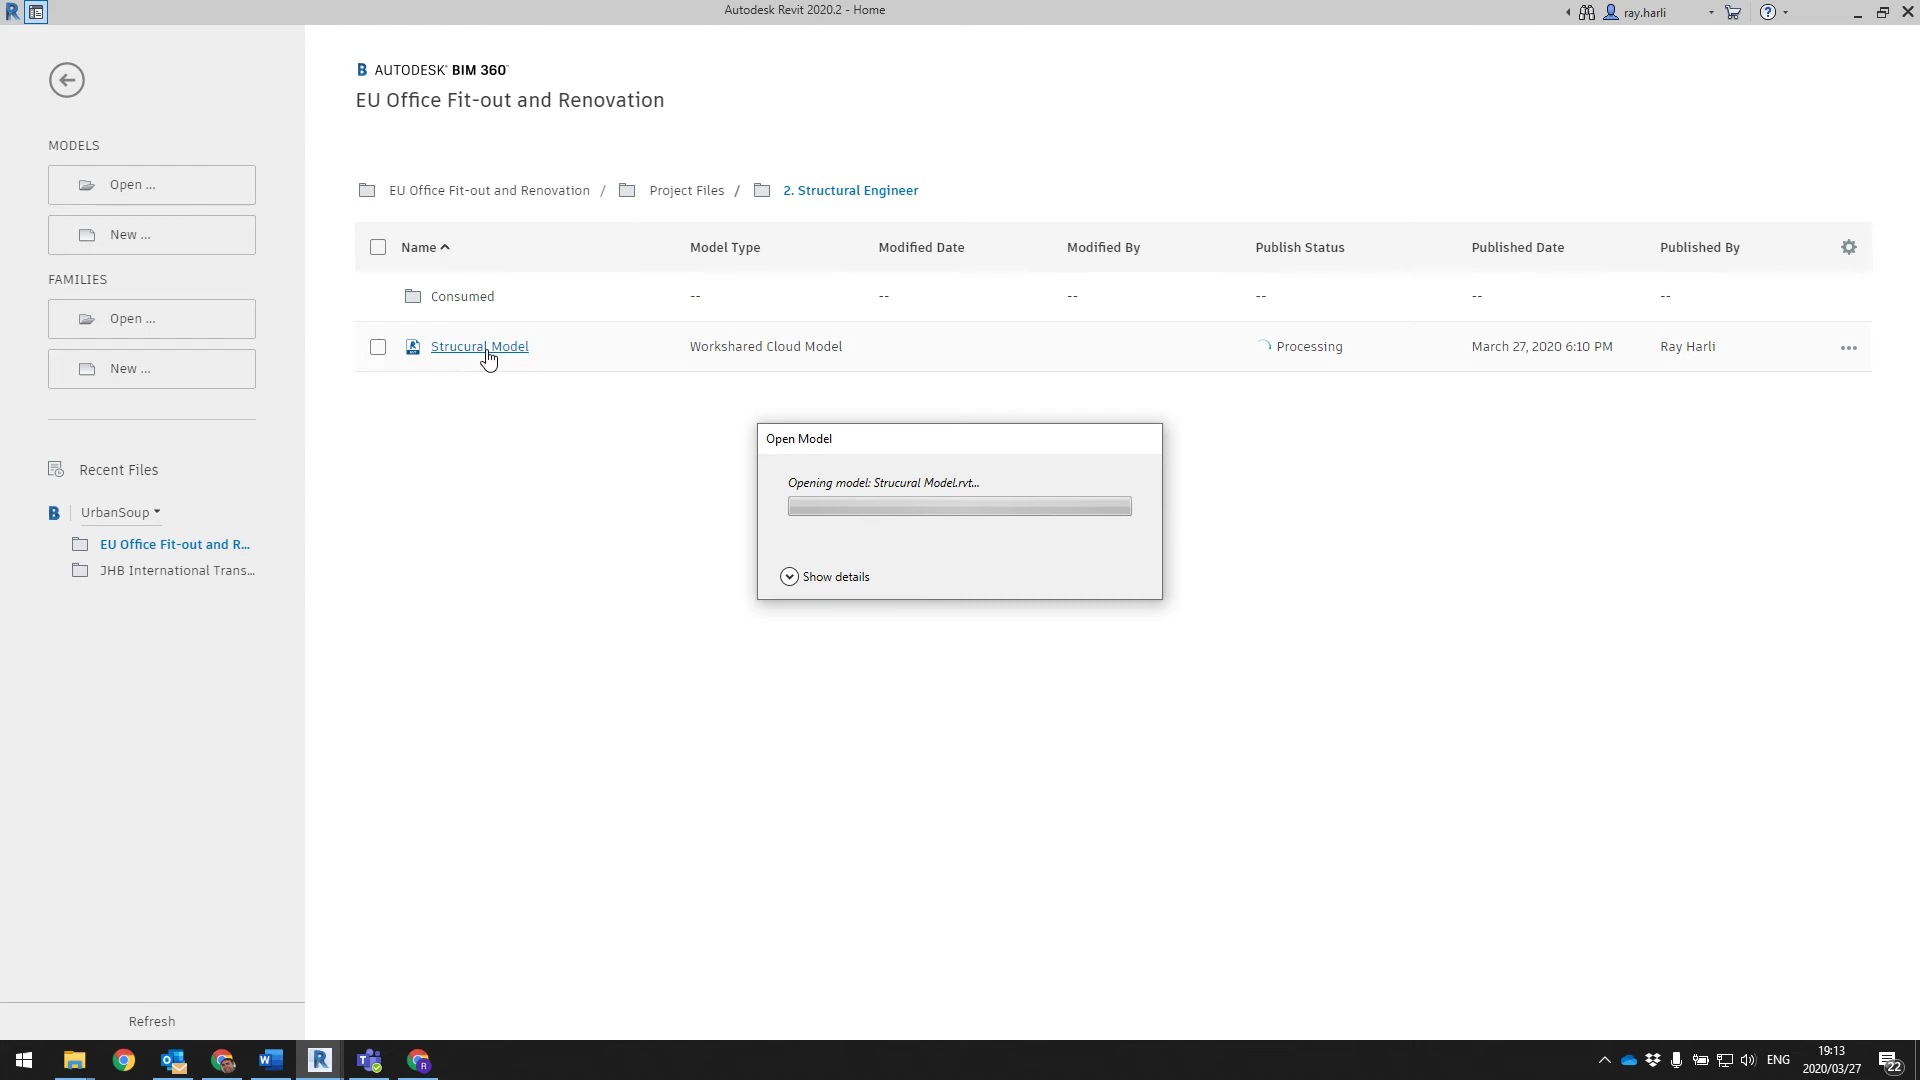 Autodesk Revit 2020.2 - Home
ray.harli
AUTODESK® BIM 360™
EU Office Fit-out and Renovation
MODELS
Open ...
New ...
FAMILIES
Open ...
New ...
Recent Files
UrbanSoup
EU Office Fit-out and R...
JHB International Trans...
Refresh
EU Office Fit-out and Renovation / Project Files / 2. Structural Engineer
Name Model Type Modified Date Modified By Publish Status Published Date Published By
Consumed -- -- -- -- -- --
Strucural Model Workshared Cloud Model Processing March 27, 2020 6:10 PM Ray Harli
Open Model
Opening model: Strucural Model.rvt...
Show details
ENG
19:13
2020/03/27
22